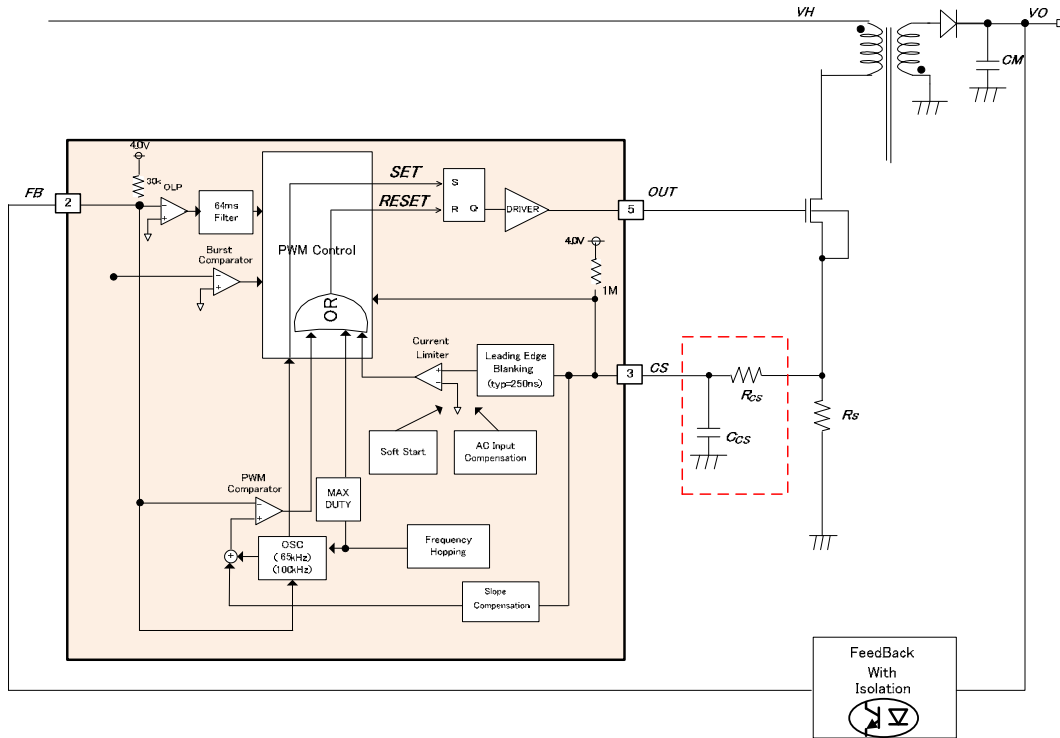 VH
VO
CM
4.0V
30k
OLP
FB
2
64ms
Filter
SET
RESET
S
R
Q
DRIVER
5
OUT
Burst
Comparator
PWM Control
4.0V
1M
OR
Current
Limiter
Leading Edge
Blanking
(typ=250ns)
3
CS
RCS
CCS
RS
Soft Start
AC Input
Compensation
PWM
Comparator
MAX
DUTY
+
OSC
(65kHz)
(100kHz)
Frequency
Hopping
Slope
Compensation
FeedBack
With
Isolation